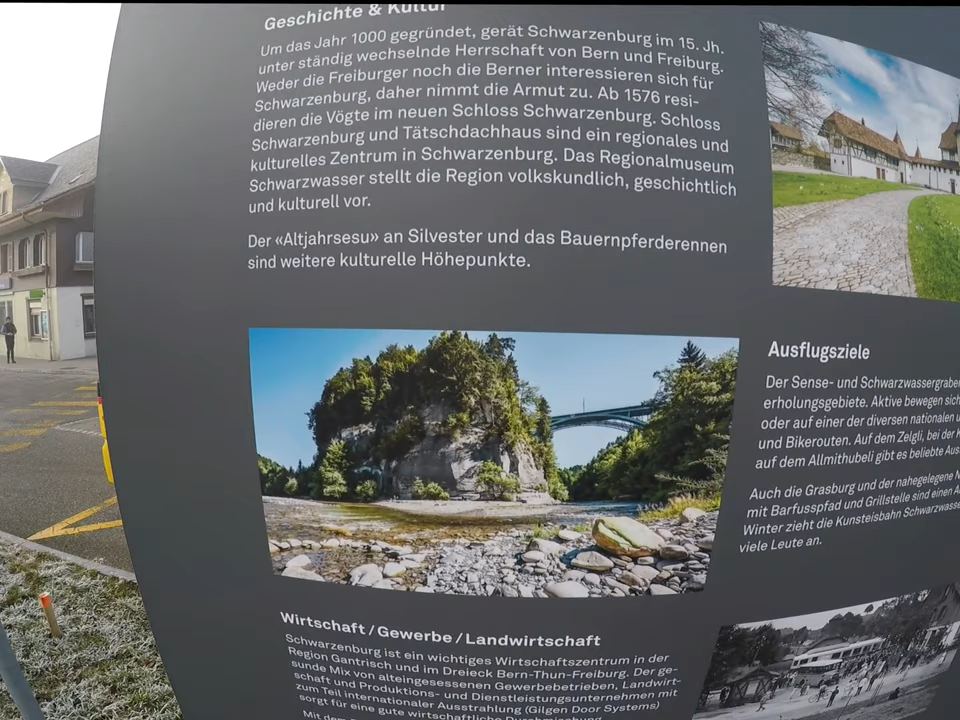 Geschichte & Kultur
Um das Jahr 1000 gegründet, gerät Schwarzenburg im 15. Jh.
unter ständig wechselnde Herrschaft von Bern und Freiburg.
Weder die Freiburger noch die Berner interessieren sich für
Schwarzenburg, daher nimmt die Armut zu. Ab 1576 resi-
dieren die Vögte im neuen Schloss Schwarzenburg. Schloss
Schwarzenburg und Tätschdachhaus sind ein regionales und
kulturelles Zentrum in Schwarzenburg. Das Regionalmuseum
Schwarzwasser stellt die Region volkskundlich, geschichtlich
und kulturell vor.
Der «Altjahrsesu» an Silvester und das Bauernpferderennen
sind weitere kulturelle Höhepunkte.
Ausflugsziele
Der Sense- und Schwarzwassergraben
erholungsgebiete. Aktive bewegen sich
oder auf einer der diversen nationalen
und Bikerouten. Auf dem Zelgli, bei der
auf dem Allmithubeli gibt es beliebte
Auch die Grasburg und der nahegelegene
mit Barfusspfad und Grillstelle sind einen
Winter zieht die Kunsteisbahn
viele Leute an.
Wirtschaft / Gewerbe / Landwirtschaft
Schwarzenburg ist ein wichtiges Wirtschaftszentrum in der
Region Gantrisch und im Dreieck Bern-Thun-Freiburg. Der ge-
sunde Mix von alteingesessenen Gewerbebetrieben, Landwirt-
schaft und Produktions- und Dienstleistungsunternehmen mit
zum Teil internationaler Ausstrahlung (Gilgen Door Systems)
sorgt für eine gute wirtschaftliche Durchmischung.
Mit dem